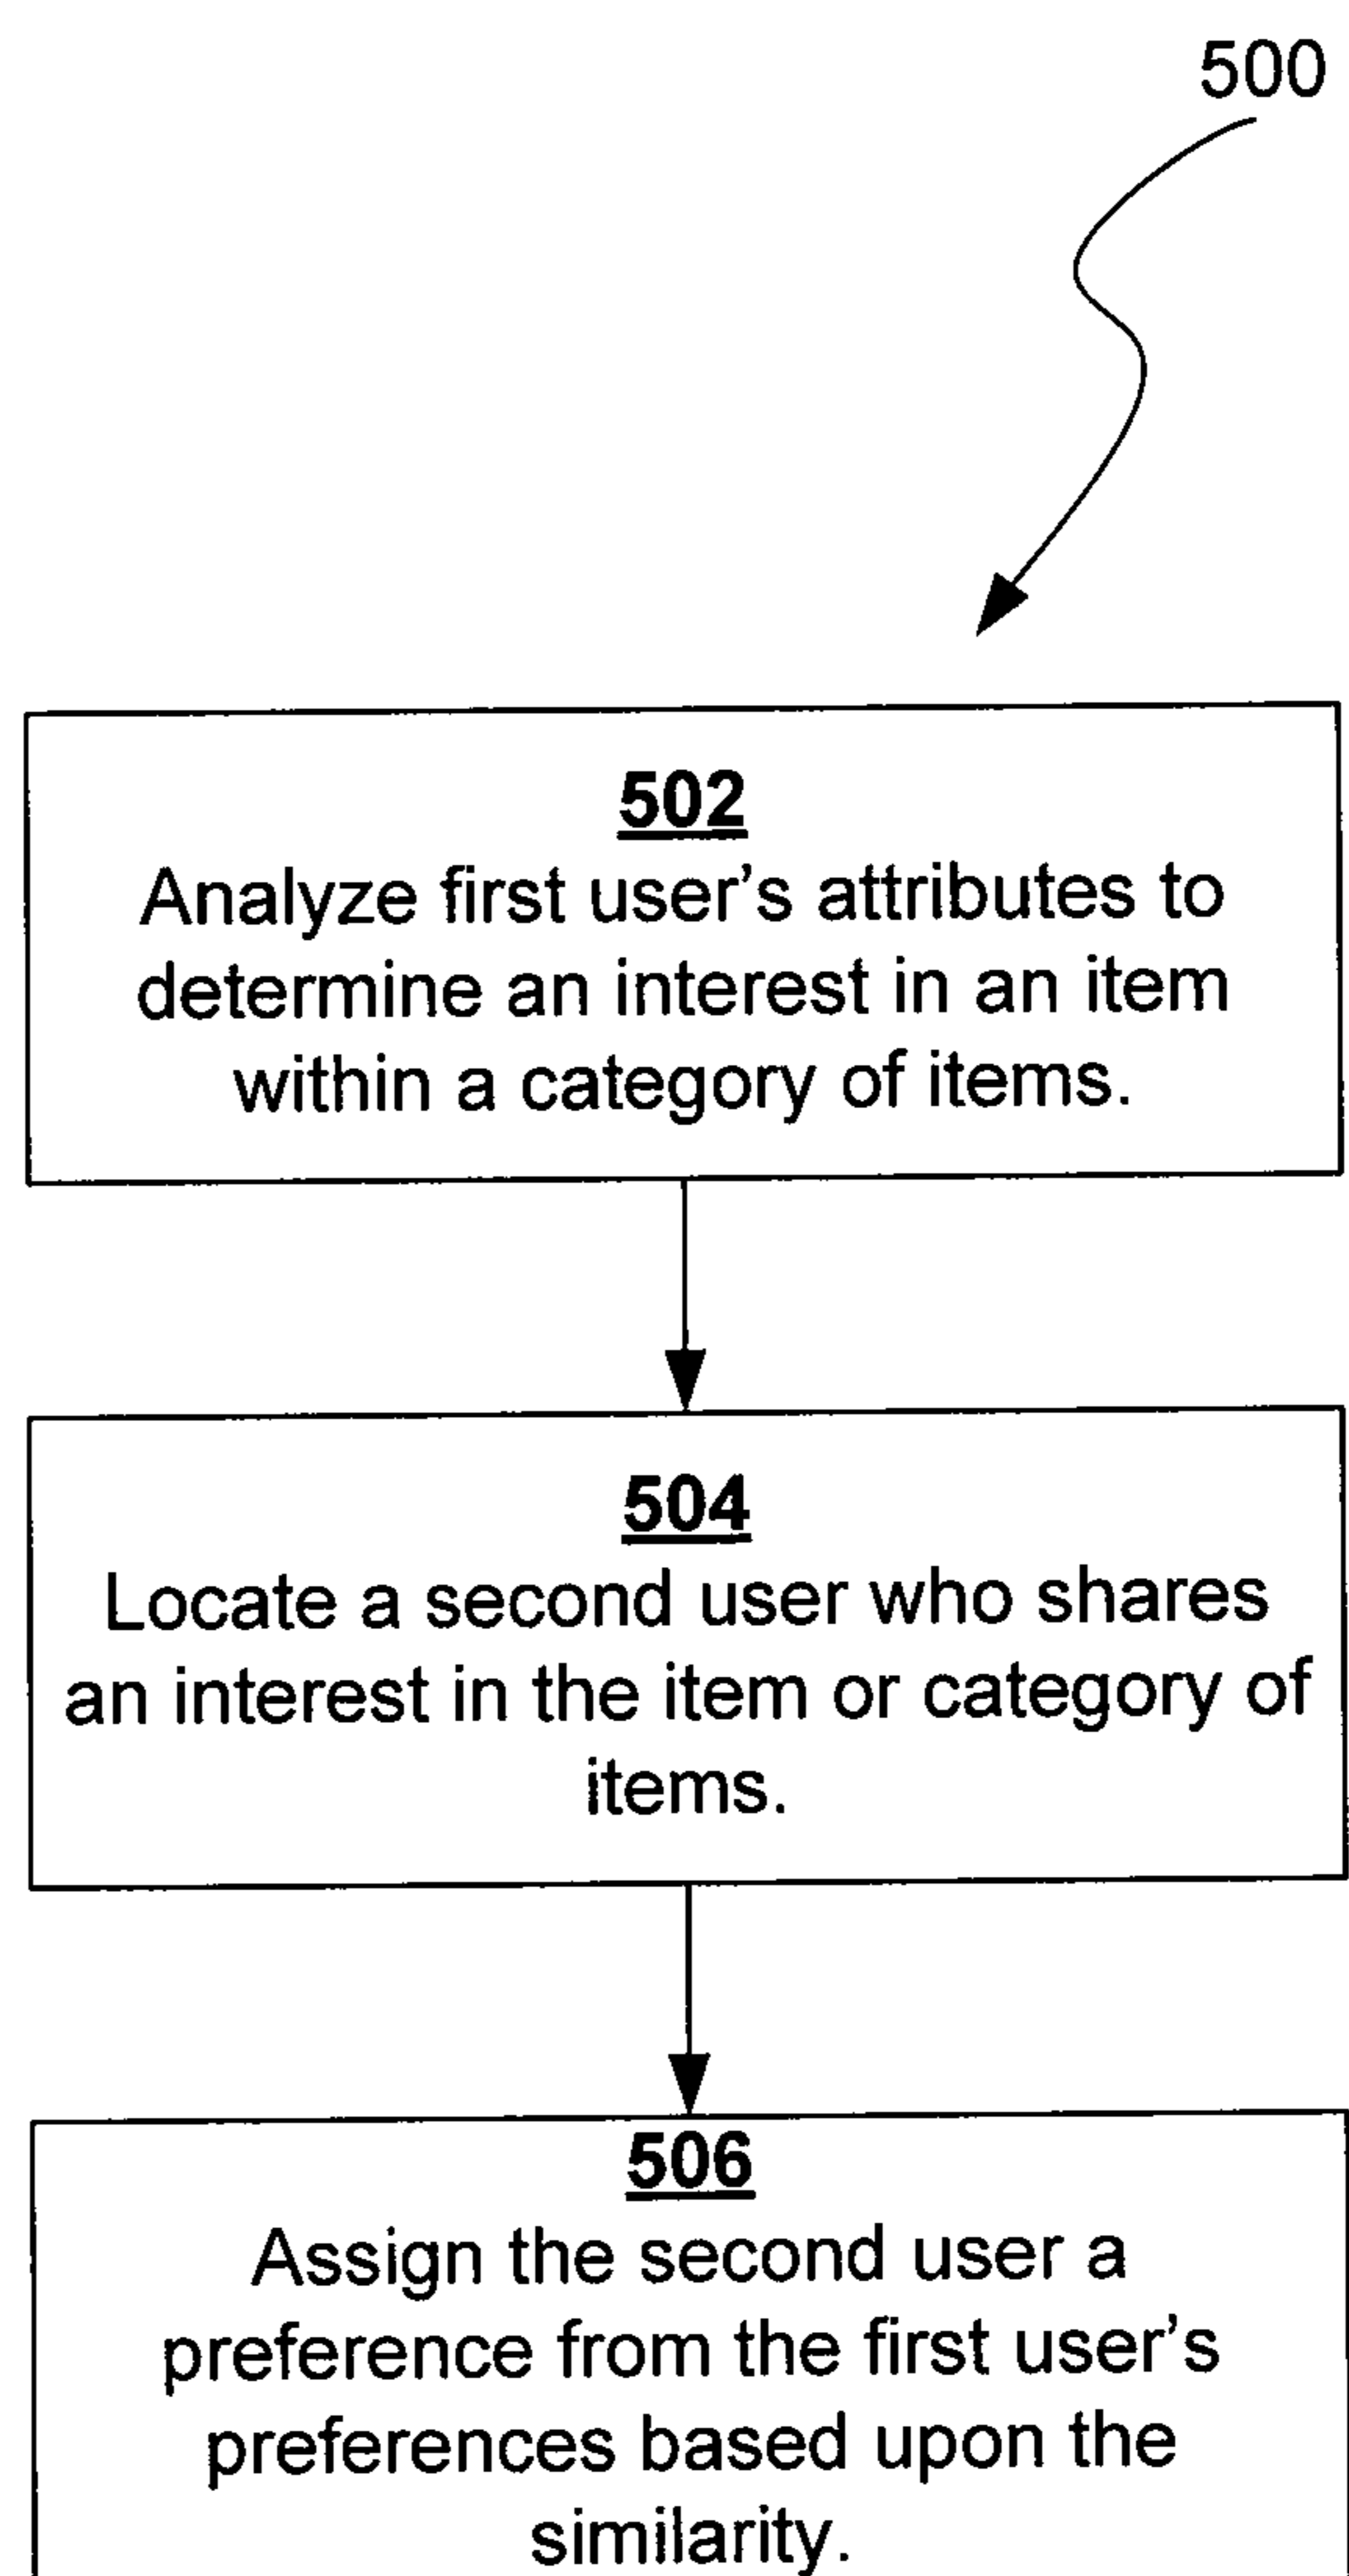 500
502
Analyze first user's attributes to
determine an interest in an item
within a category of items.
504
Locate a second user who shares
an interest in the item or category of
items.
506
Assign the second user a
preference from the first user's
preferences based upon the
similarity.